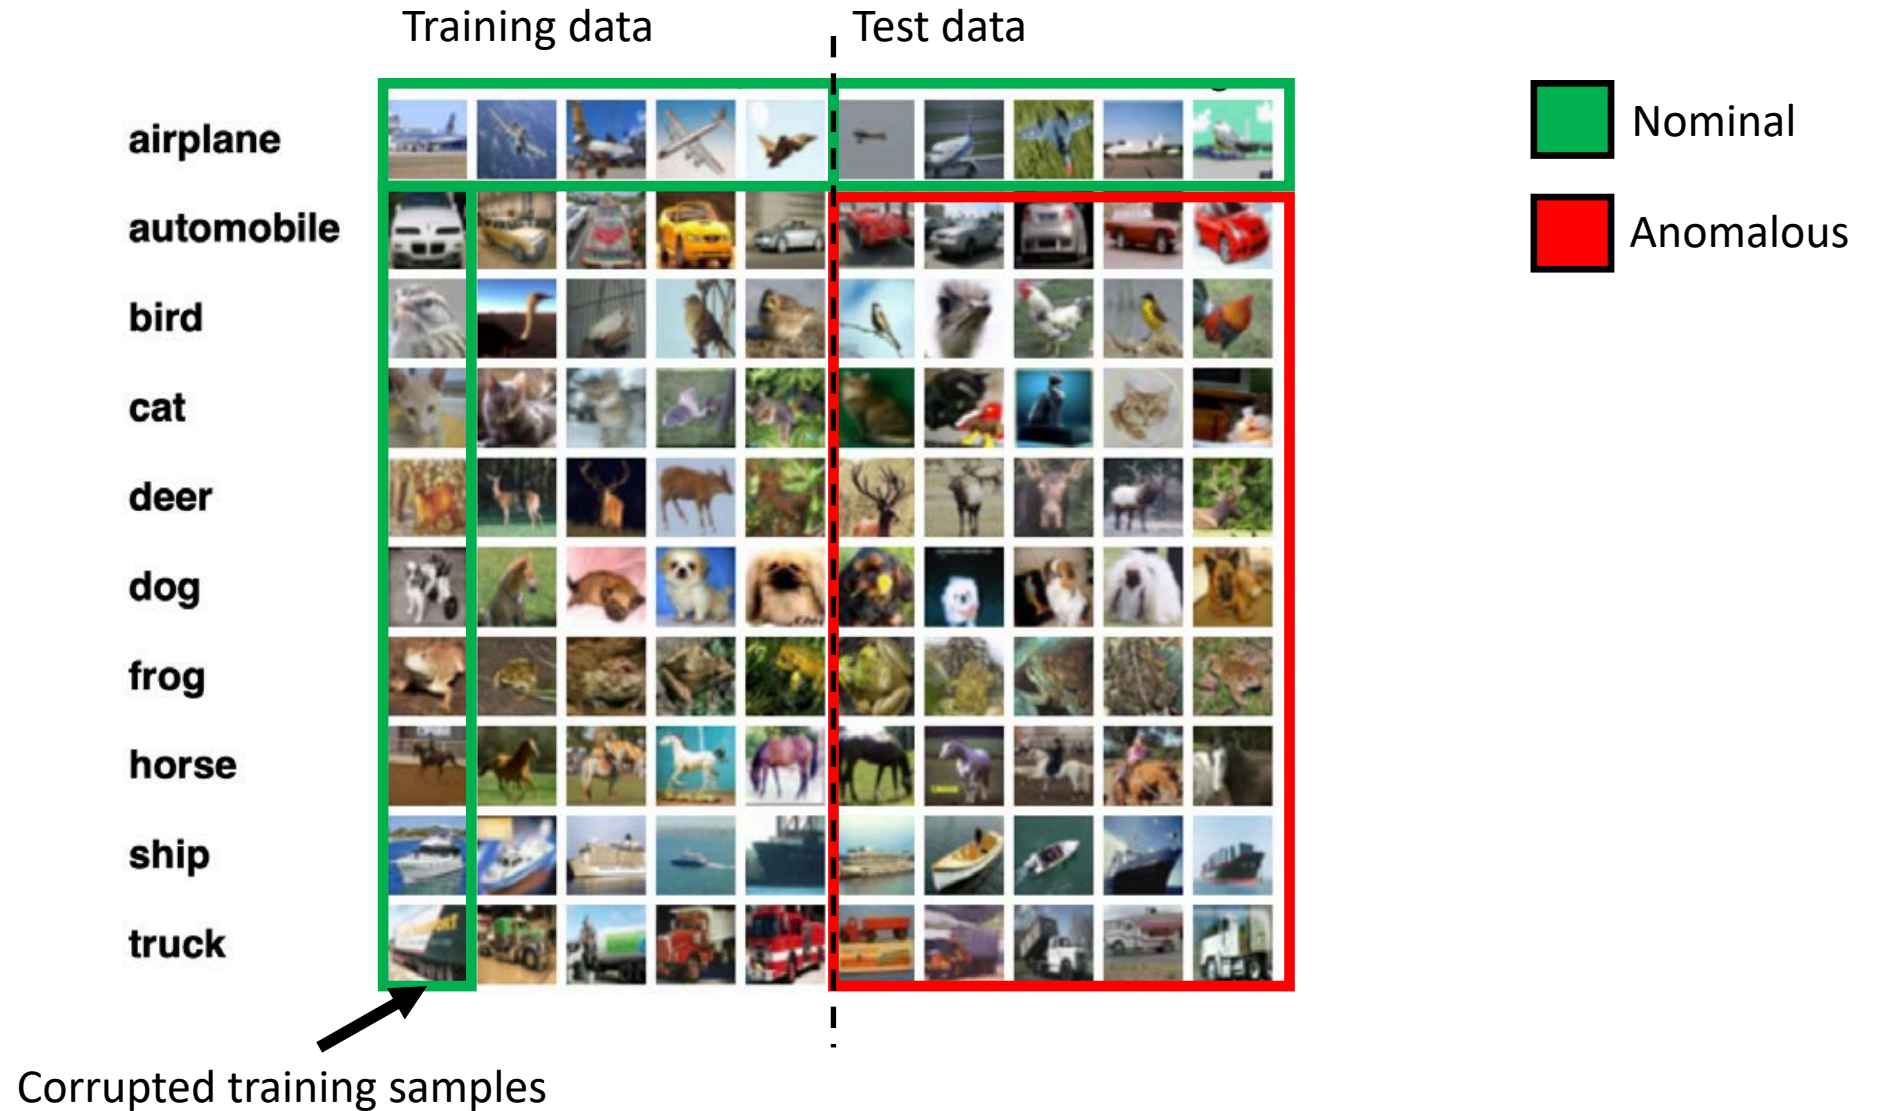 Training data
Test data
Nominal
Anomalous
airplane
automobile
bird
cat
deer
dog
frog
horse
ship
truck
Corrupted training samples